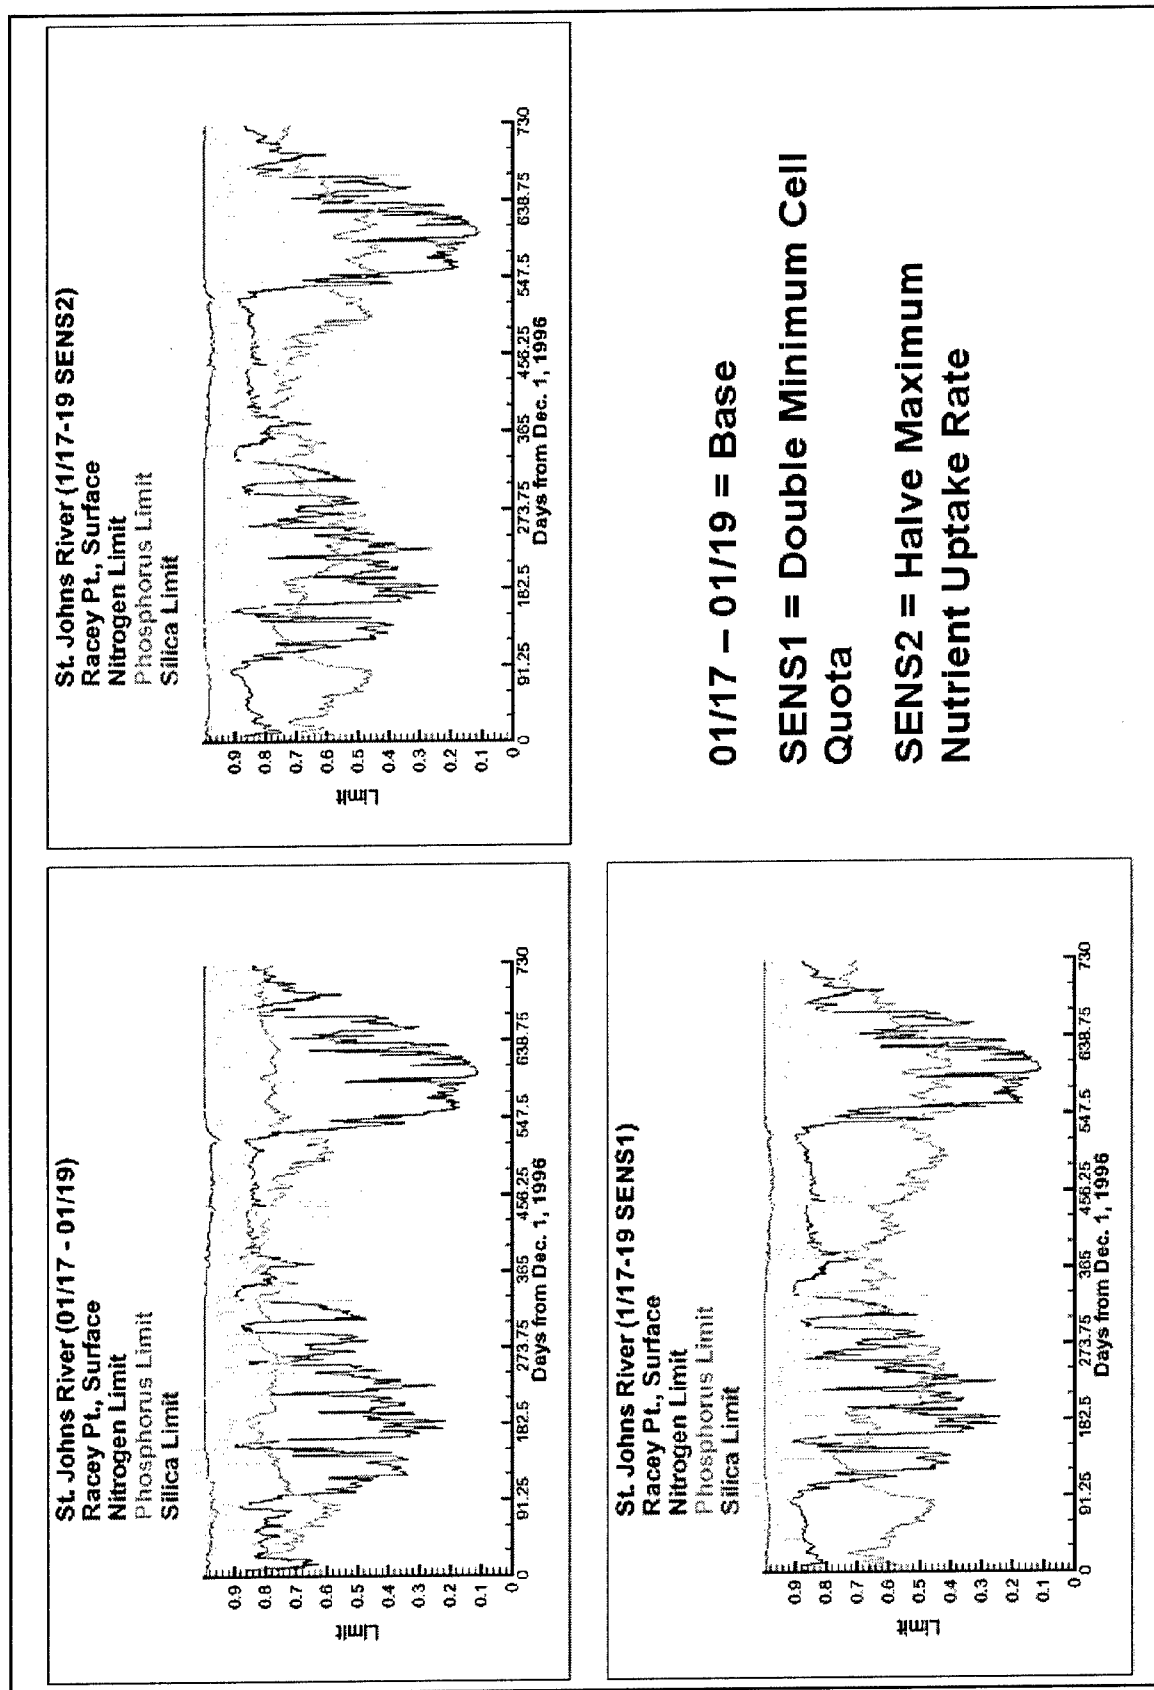 St. Johns River (01/17 - 01/19)
Racey Pt., Surface
Nitrogen Limit
Phosphorus Limit
Silica Limit
0.9
0.8
0.7
0.6
0.5
0.4
0.3
0.2
0.1
0
Limit
0 91.25 182.5 273.75 365 456.25 547.5 638.75 730
Days from Dec. 1, 1996
St. Johns River (1/17-19 SENS2)
Racey Pt., Surface
Nitrogen Limit
Phosphorus Limit
Silica Limit
0.9
0.8
0.7
0.6
0.5
0.4
0.3
0.2
0.1
0
Limit
0 91.25 182.5 273.75 365 456.25 547.5 638.75 730
Days from Dec. 1, 1996
St. Johns River (1/17-19 SENS1)
Racey Pt., Surface
Nitrogen Limit
Phosphorus Limit
Silica Limit
0.9
0.8
0.7
0.6
0.5
0.4
0.3
0.2
0.1
0
Limit
0 91.25 182.5 273.75 365 456.25 547.5 638.75 730
Days from Dec. 1, 1996
01/17 – 01/19 = Base
SENS1 = Double Minimum Cell
Quota
SENS2 = Halve Maximum
Nutrient Uptake Rate